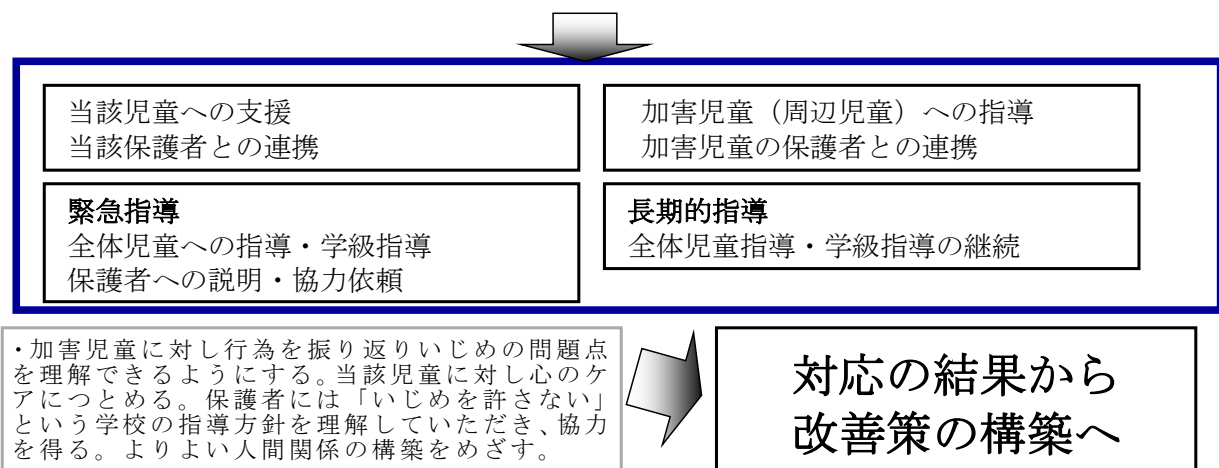 当該児童への支援
当該保護者との連携
加害児童（周辺児童）への指導
加害児童の保護者との連携
緊急指導
全体児童への指導・学級指導
保護者への説明・協力依頼
長期的指導
全体児童指導・学級指導の継続
・加害児童に対し行為を振り返りいじめの問題点
を理解できるようにする。当該児童に対し心のケ
アにつとめる。保護者には「いじめを許さない」
という学校の指導方針を理解していただき、協力
を得る。よりよい人間関係の構築をめざす。
対応の結果から
改善策の構築へ